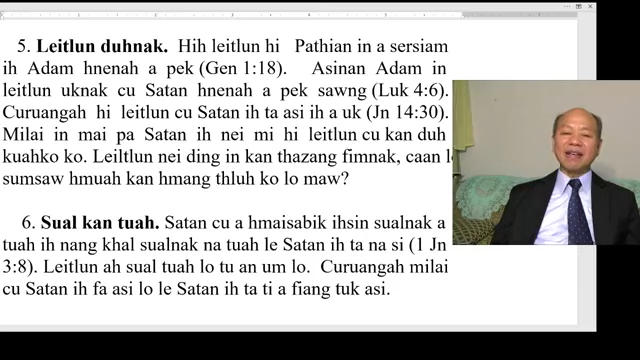 5. Leitlun duhnak. Hih leitlun hi Pathian in a sersiam
ih Adam hnenah a pek (Gen 1:18). Asinan Adam in
leitlun uknak cu Satan hnenah a pek sawng (Luk 4:6).
Curuangah hi leitlun cu Satan ih ta asi ih a uk (Jn 14:30).
Milai in mai pa Satan ih nei mi hi leitlun cu kan duh
kuahko ko. Leiltlun nei ding in kan thazang fimnak, caan
sumsaw hmuah kan hmang thluh ko lo maw?
6. Sual kan tuah. Satan cu a hmaisabik ihsin sualnak a
tuah ih nang khal sualnak na tuah le Satan ih ta na si (1 Jn
3:8). Leitlun ah sual tuah lo tu an um lo. Curuangah milai
cu Satan ih fa asi lo le Satan ih ta ti a fiang tuk asi.